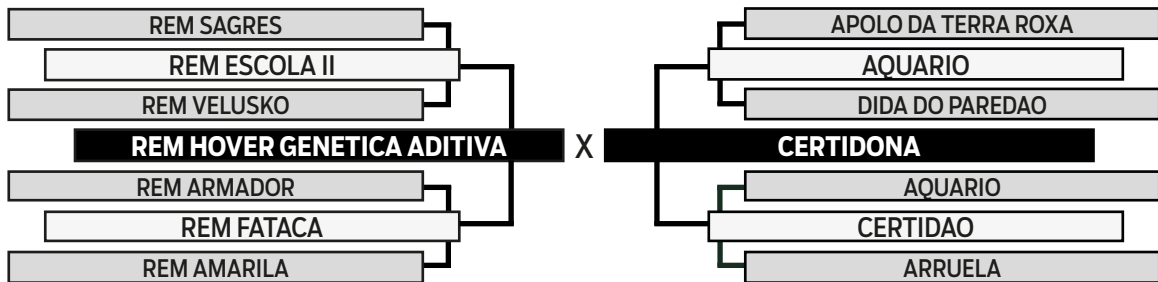 REM SAGRES
REM ESCOLA II
REM VELUSKO
REM HOVER GENETICA ADITIVA
REM ARMADOR
REM FATACA
REM AMARILA
X
APOLO DA TERRA ROXA
AQUARIO
DIDA DO PAREDAO
CERTIDONA
AQUARIO
CERTIDAO
ARRUELA